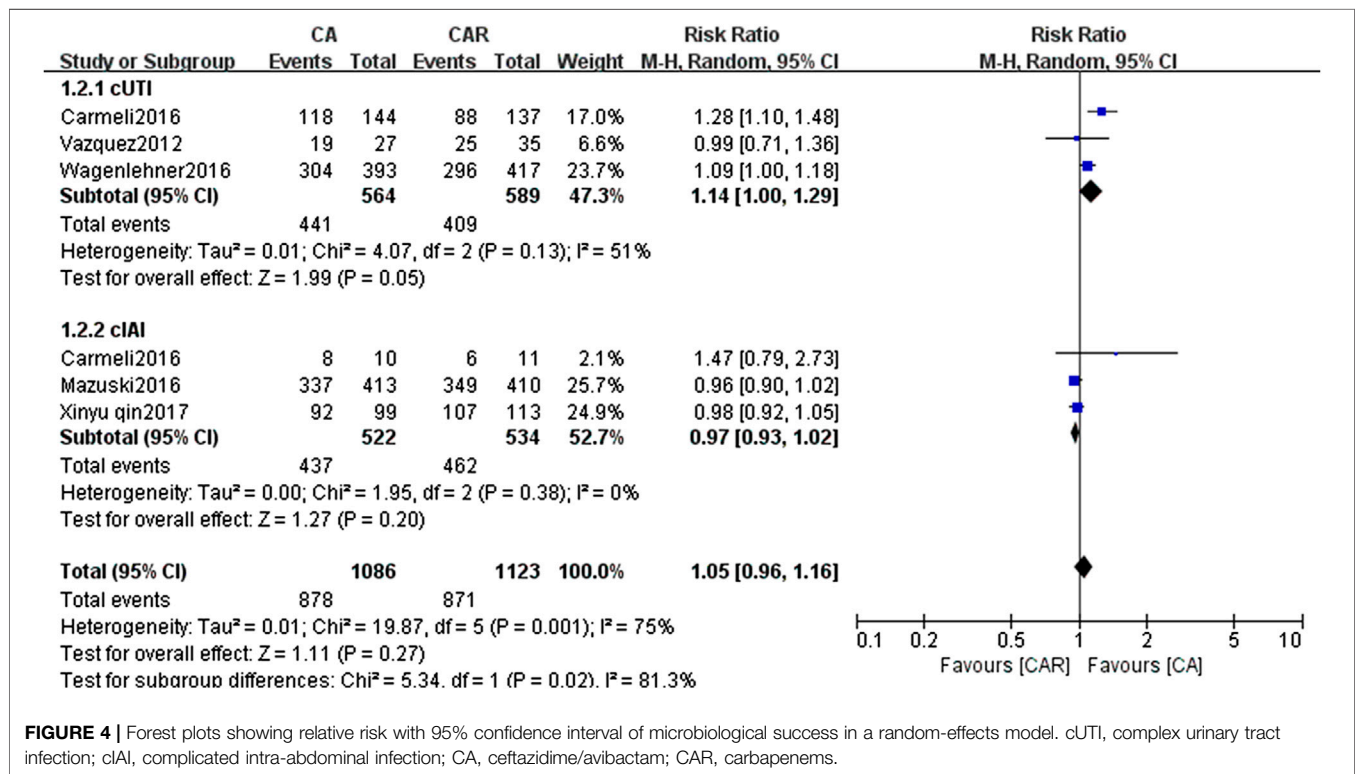 CA CAR Risk Ratio Risk Ratio
Study or Subgroup Events Total Events Total Weight M-H, Random, 95% CI M-H, Random, 95% CI
1.2.1 cUTI
Carmeli2016 118 144 88 137 17.0% 1.28 [1.10, 1.48]
Vazquez2012 19 27 25 35 6.6% 0.99 [0.71, 1.36]
Wagenlehner2016 304 393 296 417 23.7% 1.09 [1.00, 1.18]
Subtotal (95% CI) 564 589 47.3% 1.14 [1.00, 1.29]
Total events 441 409
Heterogeneity: Tau² = 0.01; Chi² = 4.07, df = 2 (P = 0.13); I² = 51%
Test for overall effect: Z = 1.99 (P = 0.05)
1.2.2 cIAI
Carmeli2016 8 10 6 11 2.1% 1.47 [0.79, 2.73]
Mazuski2016 337 413 349 410 25.7% 0.96 [0.90, 1.02]
Xinyu qin2017 92 99 107 113 24.9% 0.98 [0.92, 1.05]
Subtotal (95% CI) 522 534 52.7% 0.97 [0.93, 1.02]
Total events 437 462
Heterogeneity: Tau² = 0.00; Chi² = 1.95, df = 2 (P = 0.38); I² = 0%
Test for overall effect: Z = 1.27 (P = 0.20)
Total (95% CI) 1086 1123 100.0% 1.05 [0.96, 1.16]
Total events 878 871
Heterogeneity: Tau² = 0.01; Chi² = 19.87, df = 5 (P = 0.001); I² = 75%
Test for overall effect: Z = 1.11 (P = 0.27)
Test for subgroup differences: Chi² = 5.34. df = 1 (P = 0.02). I² = 81.3%
0.1 0.2 0.5 1 2 5 10
Favours [CAR] Favours [CA]
FIGURE 4 | Forest plots showing relative risk with 95% confidence interval of microbiological success in a random-effects model. cUTI, complex urinary tract
infection; cIAI, complicated intra-abdominal infection; CA, ceftazidime/avibactam; CAR, carbapenems.